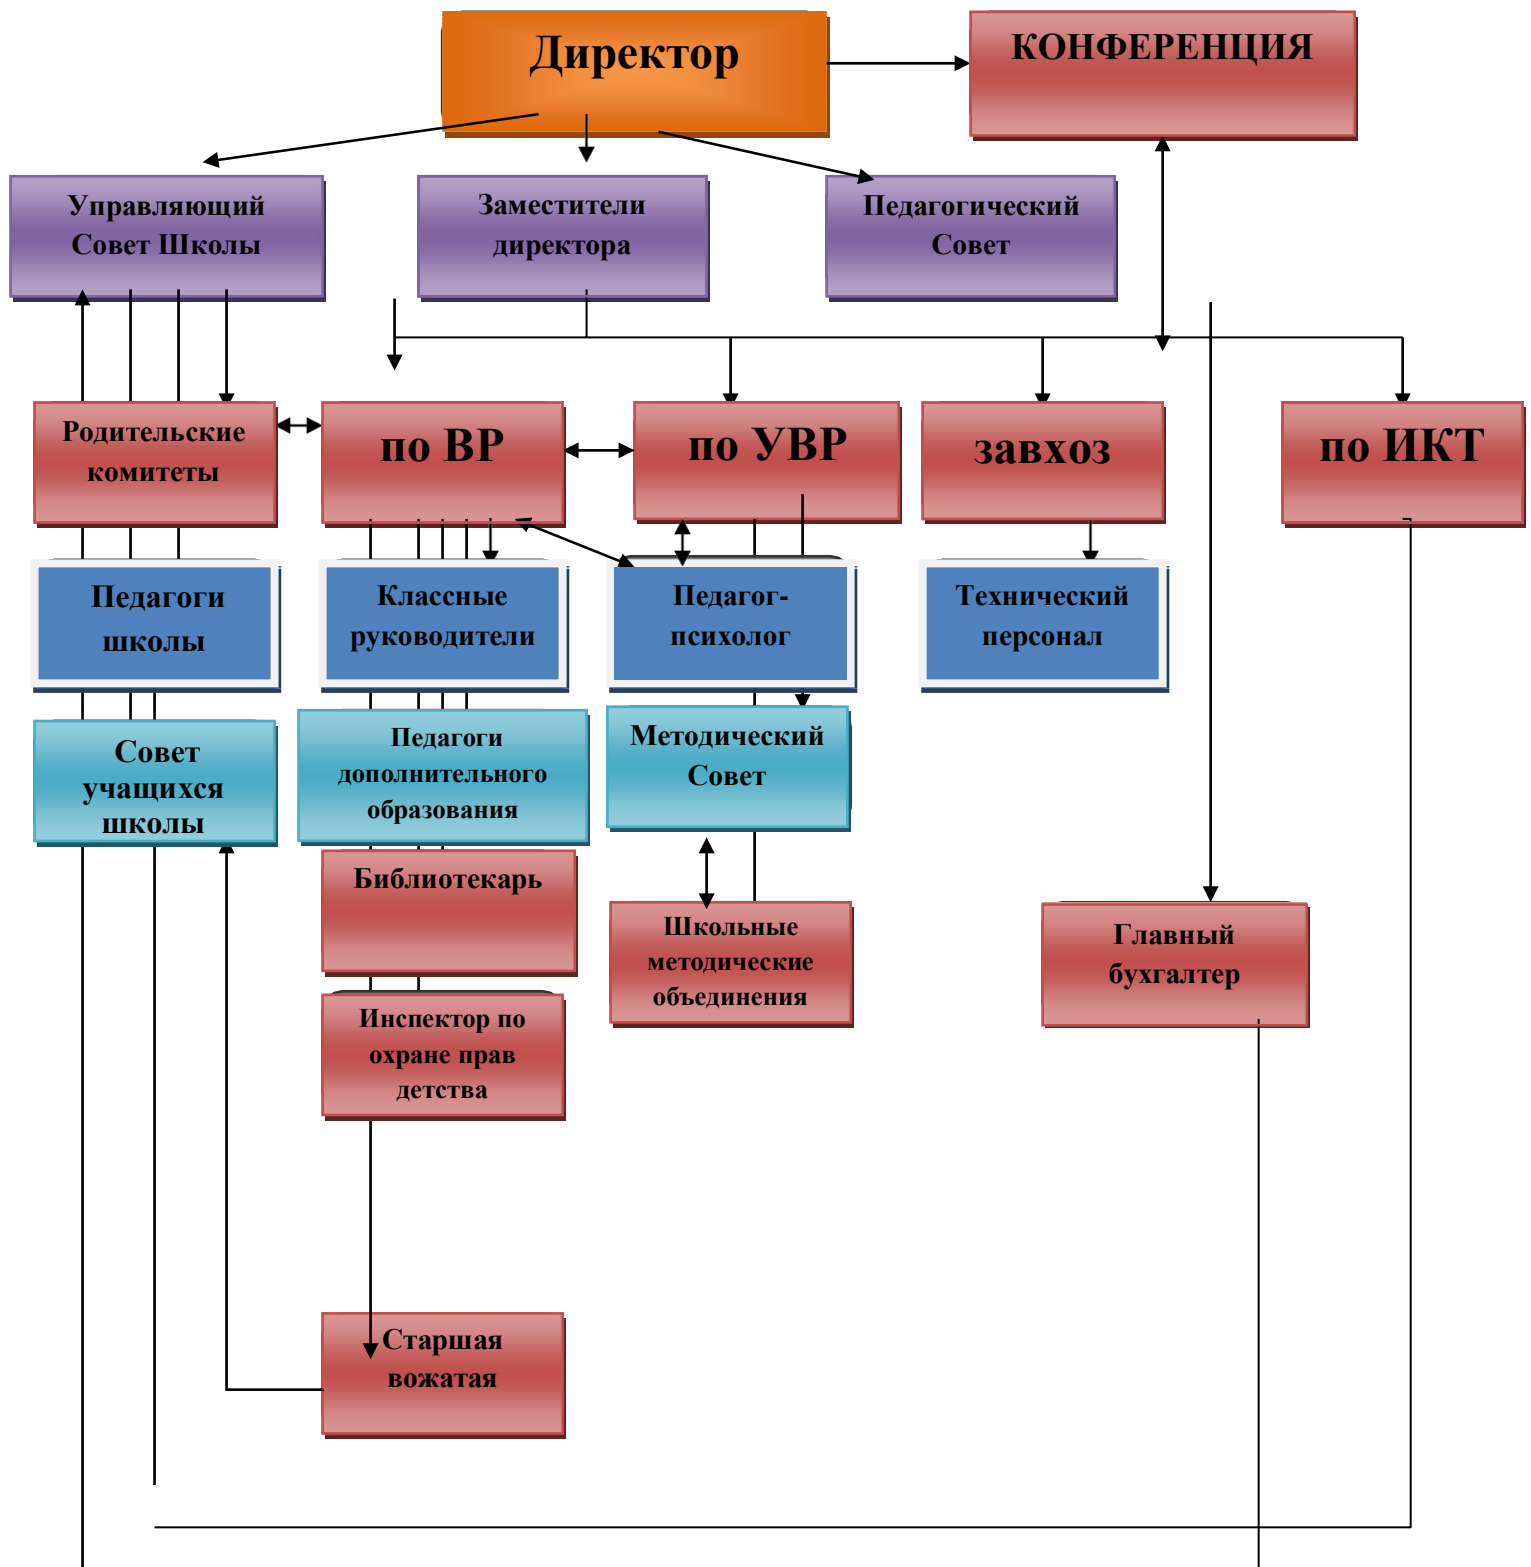 Директор
КОНФЕРЕНЦИЯ
Управляющий
Совет Школы
Заместители
директора
Педагогический
Совет
Родительские
комитеты
по ВР
по УВР
завхоз
по ИКТ
Педагоги
школы
Классные
руководители
Педагог-
психолог
Технический
персонал
Совет
учащихся
школы
Педагоги
дополнительного
образования
Методический
Совет
Библиотекарь
Школьные
методические
объединения
Главный
бухгалтер
Инспектор по
охране прав
детства
Старшая
вожатая